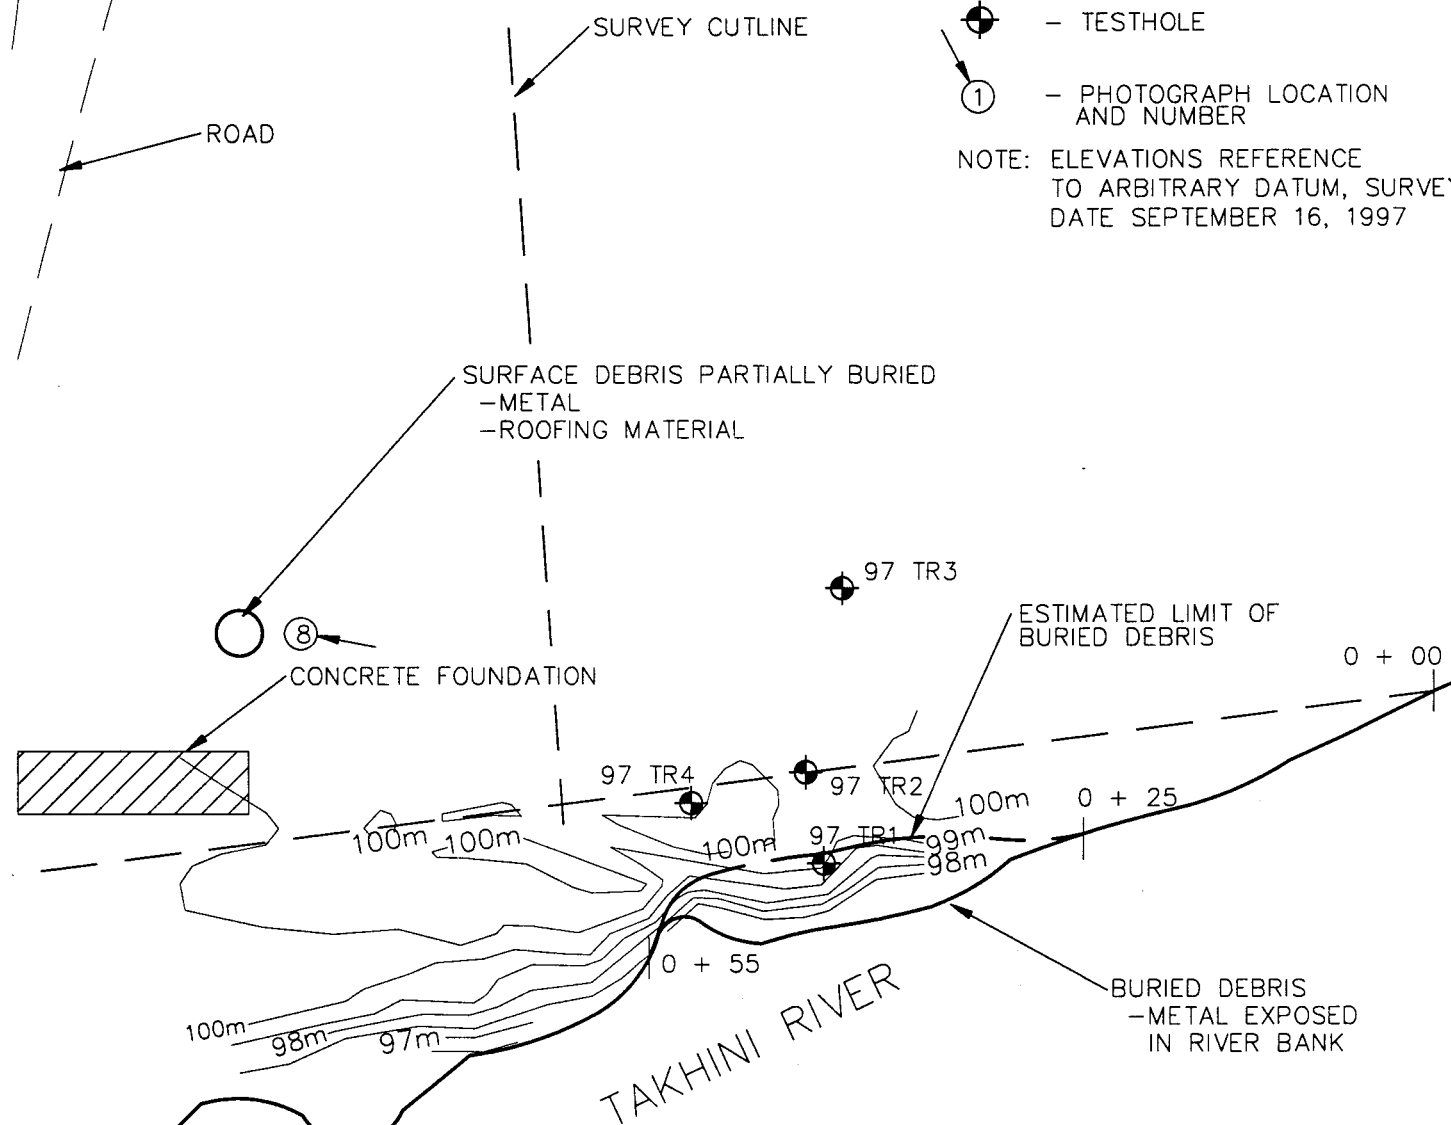 SURVEY CUTLINE
- TESTHOLE
1
- PHOTOGRAPH LOCATION
AND NUMBER
ROAD
NOTE: ELEVATIONS REFERENCE
TO ARBITRARY DATUM, SURVEY
DATE SEPTEMBER 16, 1997
SURFACE DEBRIS PARTIALLY BURIED
-METAL
-ROOFING MATERIAL
97 TR3
ESTIMATED LIMIT OF
BURIED DEBRIS
8
0 + 00
CONCRETE FOUNDATION
97 TR4
97 TR2
100m
0 + 25
97 TR1
100m
100m
100m
99m
98m
0 + 55
BURIED DEBRIS
-METAL EXPOSED
IN RIVER BANK
100m
98m
97m
TAKHINI RIVER